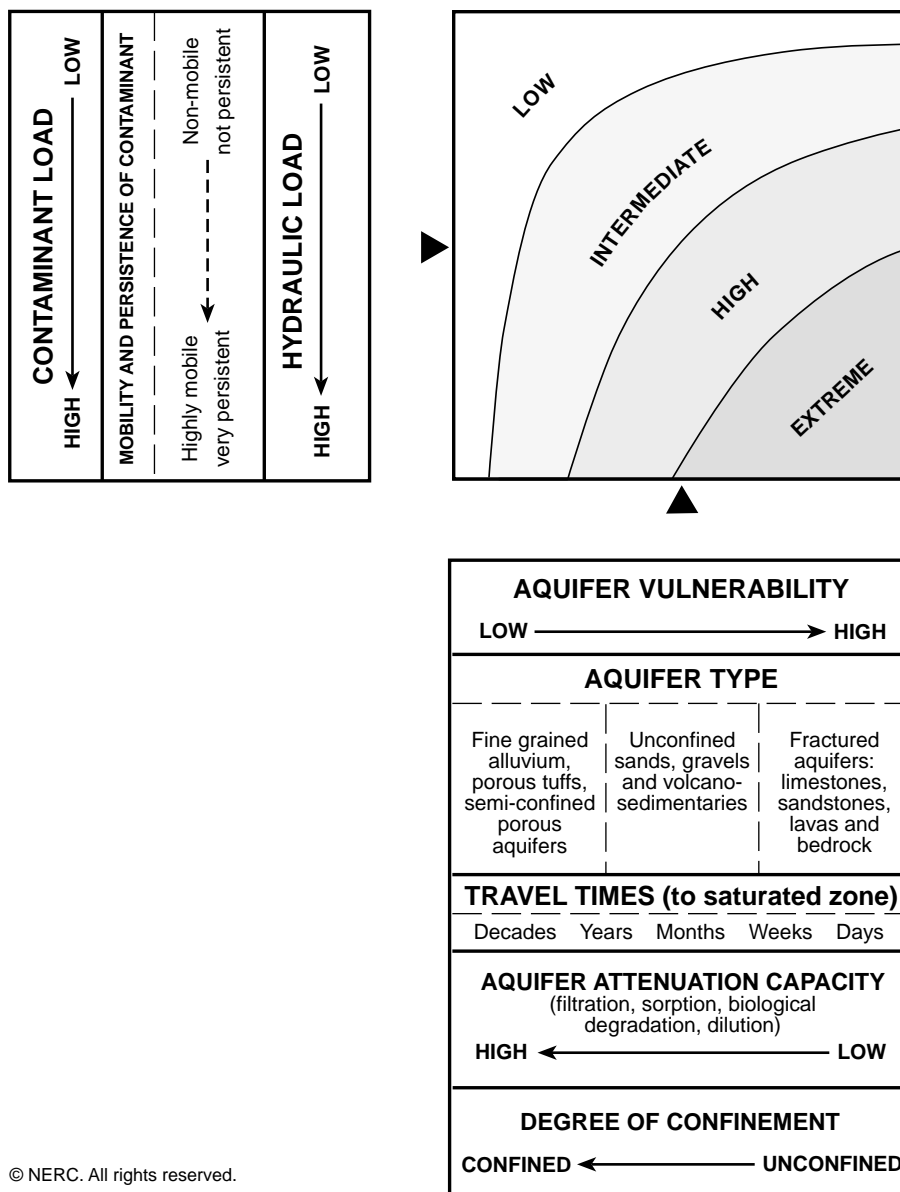 CONTAMINANT LOAD
LOW
HIGH
MOBILITY AND PERSISTENCE OF CONTAMINANT
Non-mobile
not persistent
Highly mobile
very persistent
HYDRAULIC LOAD
LOW
HIGH
LOW
INTERMEDIATE
HIGH
EXTREME
AQUIFER VULNERABILITY
LOW HIGH
AQUIFER TYPE
Fine grained
alluvium,
porous tuffs,
semi-confined
porous
aquifers
Unconfined
sands, gravels
and volcano-
sedimentaries
Fractured
aquifers:
limestones,
sandstones,
lavas and
bedrock
TRAVEL TIMES (to saturated zone)
Decades Years Months Weeks Days
AQUIFER ATTENUATION CAPACITY
(filtration, sorption, biological
degradation, dilution)
HIGH LOW
DEGREE OF CONFINEMENT
CONFINED UNCONFINED
© NERC. All rights reserved.